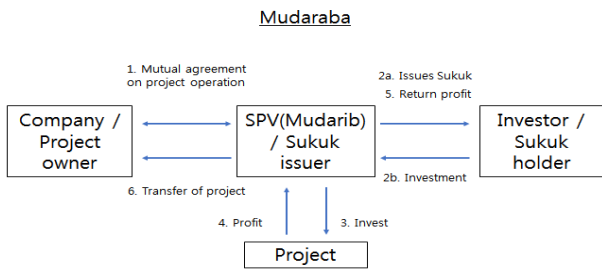 Mudaraba
1. Mutual agreement
on project operation
2a. Issues Sukuk
5. Return profit
Company /
Project
owner
SPV(Mudarib)
/ Sukuk
issuer
Investor /
Sukuk
holder
6. Transfer of project
2b. Investment
4. Profit
3. Invest
Project